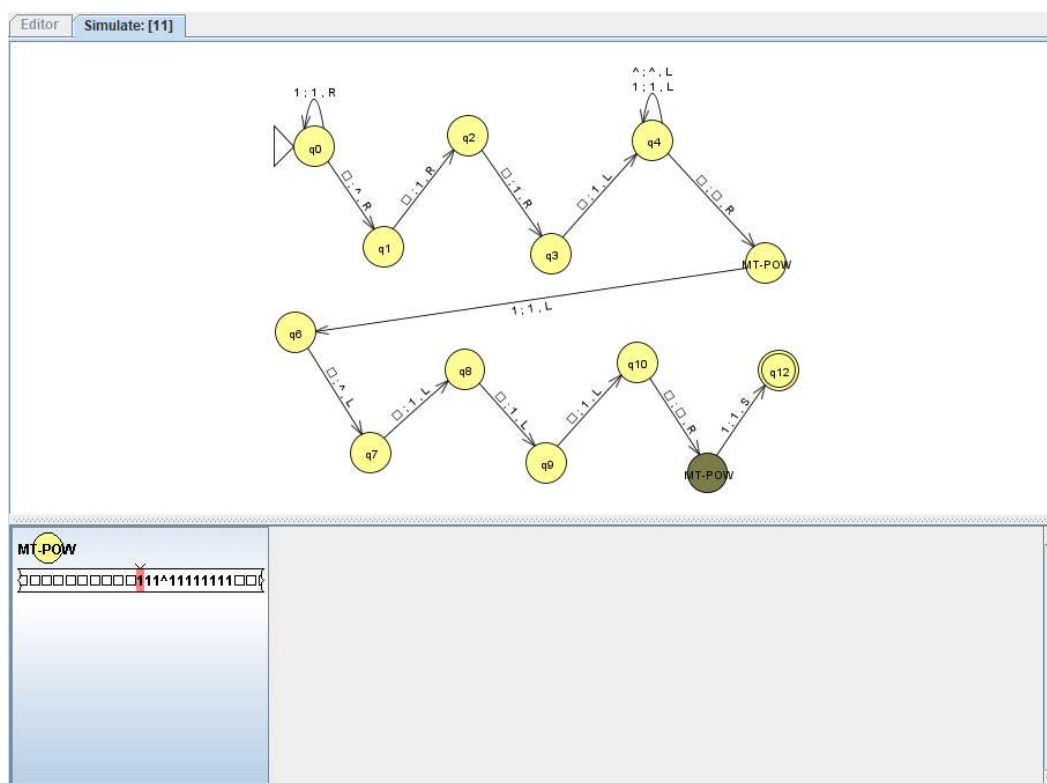 Editor Simulate: [11]
^ ; ^ , L
1 ; 1 , R
1 ; 1 , L
q0
q2
q4
□ ; ^ , R
□ ; 1 , R
□ ; 1 , R
□ ; 1 , L
□ ; □ , R
q1
q3
MT-POW
1 ; 1 , L
q6
q8
q10
q12
□ ; ^ , L
□ ; 1 , L
□ ; 1 , L
□ ; 1 , L
□ ; □ , R
1 ; 1 , S
q7
q9
MT-POW
MT-POW
□□□□□□□□□□111^11111111□□